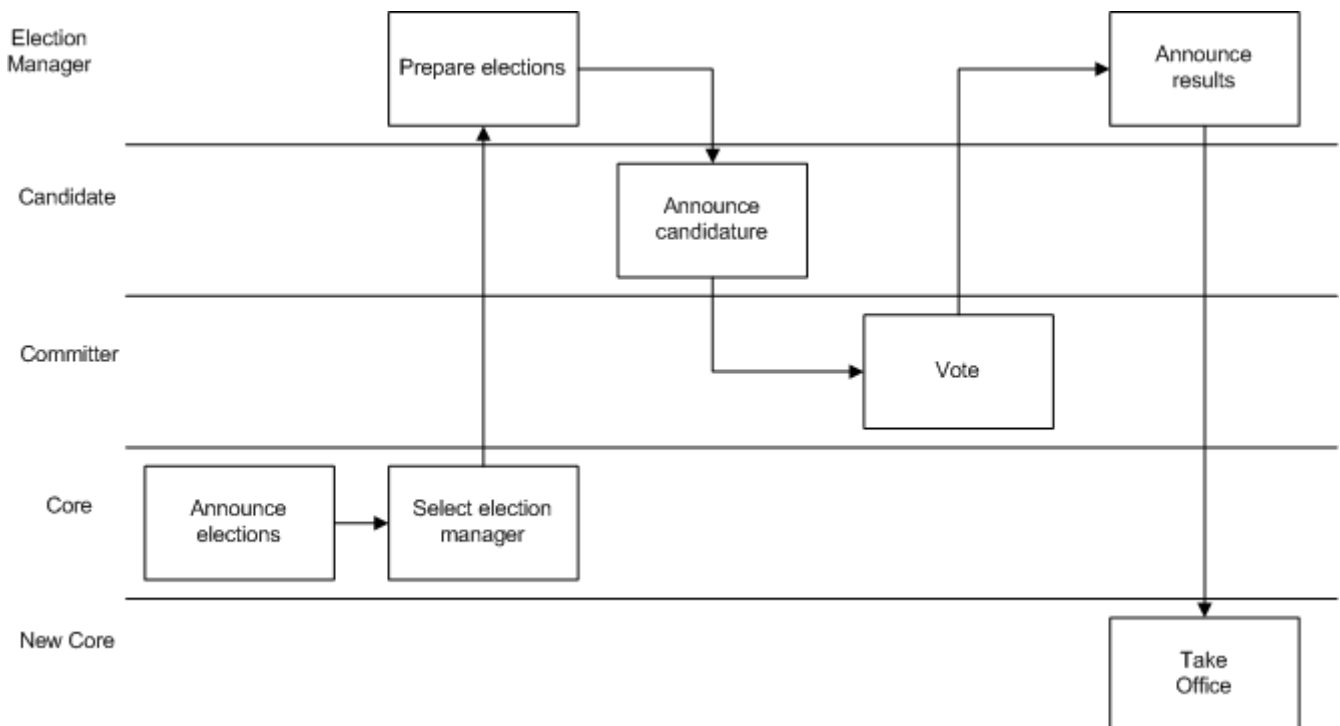 Election
Manager
Prepare elections
Announce
results
Candidate
Announce
candidature
Committer
Vote
Core
Announce
elections
Select election
manager
New Core
Take
Office